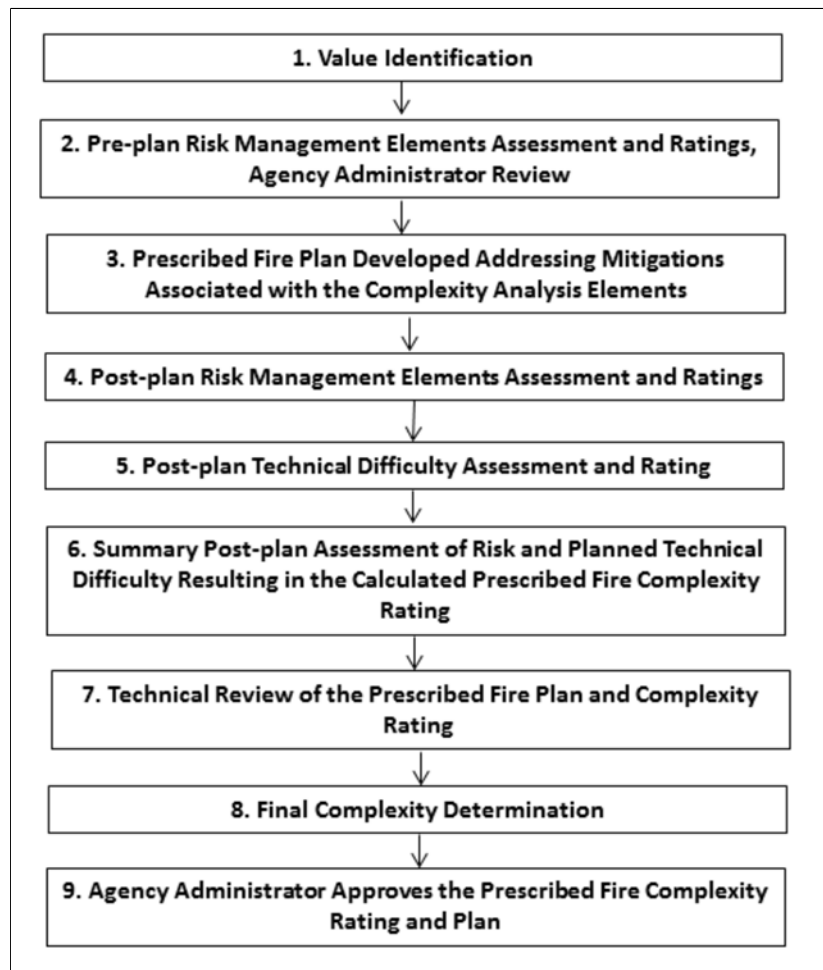 1. Value Identification
2. Pre-plan Risk Management Elements Assessment and Ratings,
Agency Administrator Review
3. Prescribed Fire Plan Developed Addressing Mitigations
Associated with the Complexity Analysis Elements
4. Post-plan Risk Management Elements Assessment and Ratings
5. Post-plan Technical Difficulty Assessment and Rating
6. Summary Post-plan Assessment of Risk and Planned Technical
Difficulty Resulting in the Calculated Prescribed Fire Complexity
Rating
7. Technical Review of the Prescribed Fire Plan and Complexity
Rating
8. Final Complexity Determination
9. Agency Administrator Approves the Prescribed Fire Complexity
Rating and Plan